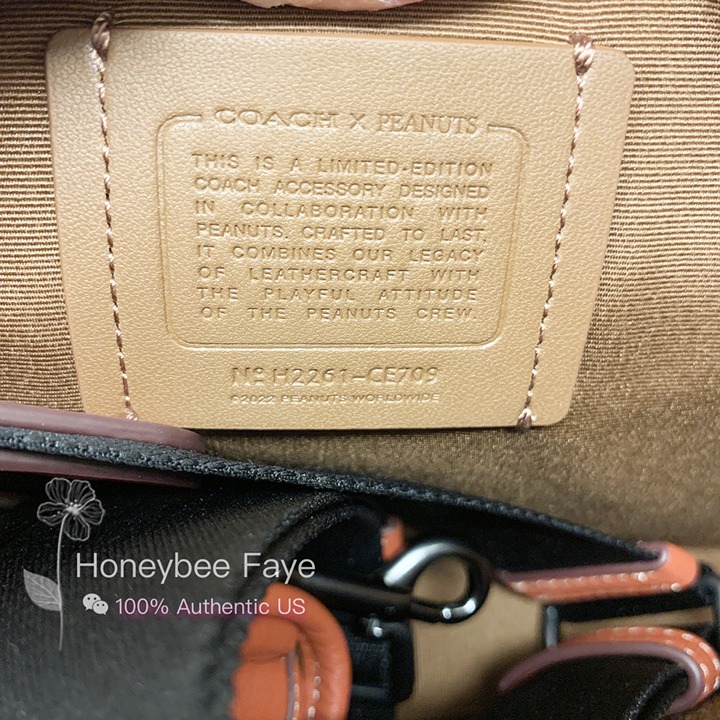 COACH X PEANUTS
THIS IS A LIMITED-EDITION
COACH ACCESSORY DESIGNED
IN COLLABORATION WITH
PEANUTS. CRAFTED TO LAST,
IT COMBINES OUR LEGACY
OF LEATHERCRAFT WITH
THE PLAYFUL ATTITUDE
OF THE PEANUTS CREW.
Nº H2261-CE709
©2022 PEANUTS WORLDWIDE
Honeybee Faye
100% Authentic US